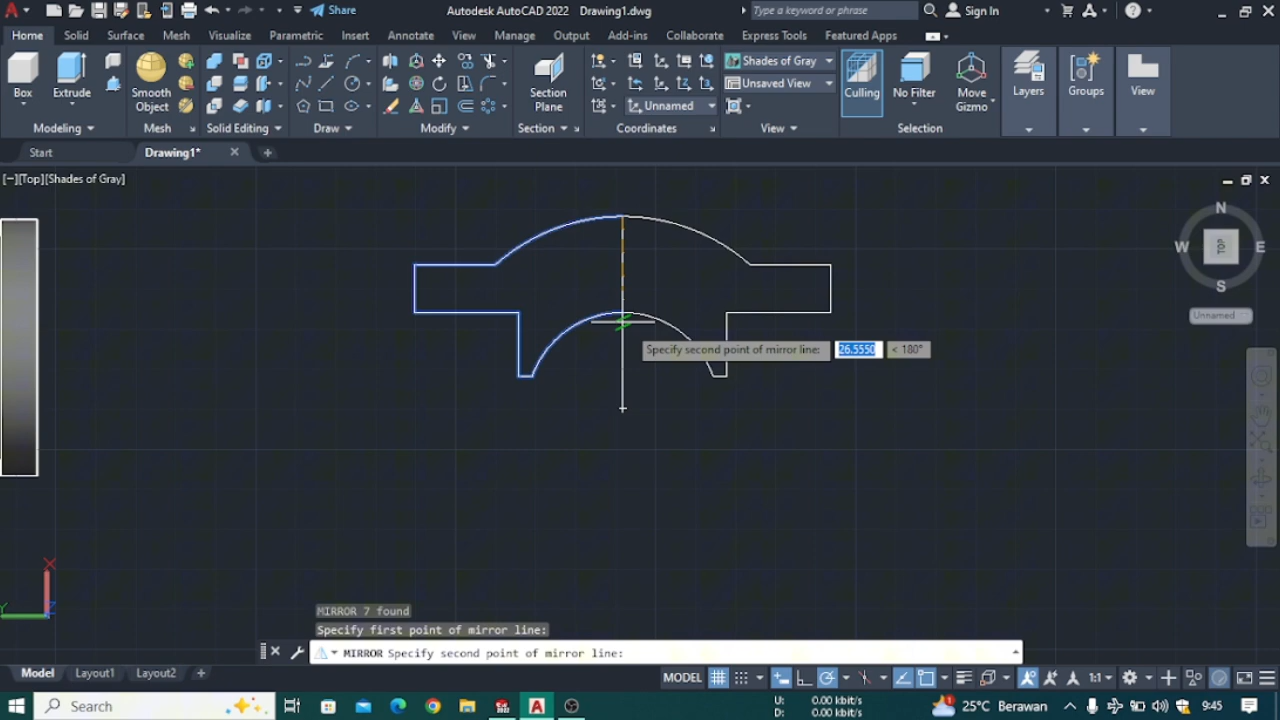 Share
Autodesk AutoCAD 2022 Drawing1.dwg
Type a keyword or phrase
Sign In
Home Solid Surface Mesh Visualize Parametric Insert Annotate View Manage Output Add-ins Collaborate Express Tools Featured Apps
Shades of Gray
Unsaved View
Box Extrude Smooth Object Section Plane Unnamed Culling No Filter Move Gizmo Layers Groups View
Modeling Mesh Solid Editing Draw Modify Section Coordinates View Selection
Start Drawing1*
[−][Top][Shades of Gray]
N
W TOP E
S
Unnamed
Specify second point of mirror line: 26.5550 < 180°
X
Y Z
MIRROR 7 found
Specify first point of mirror line:
MIRROR Specify second point of mirror line:
Model Layout1 Layout2 +
MODEL 1:1
Search
U: 0.00 kbit/s
D: 0.00 kbit/s
1
25°C Berawan
9:45